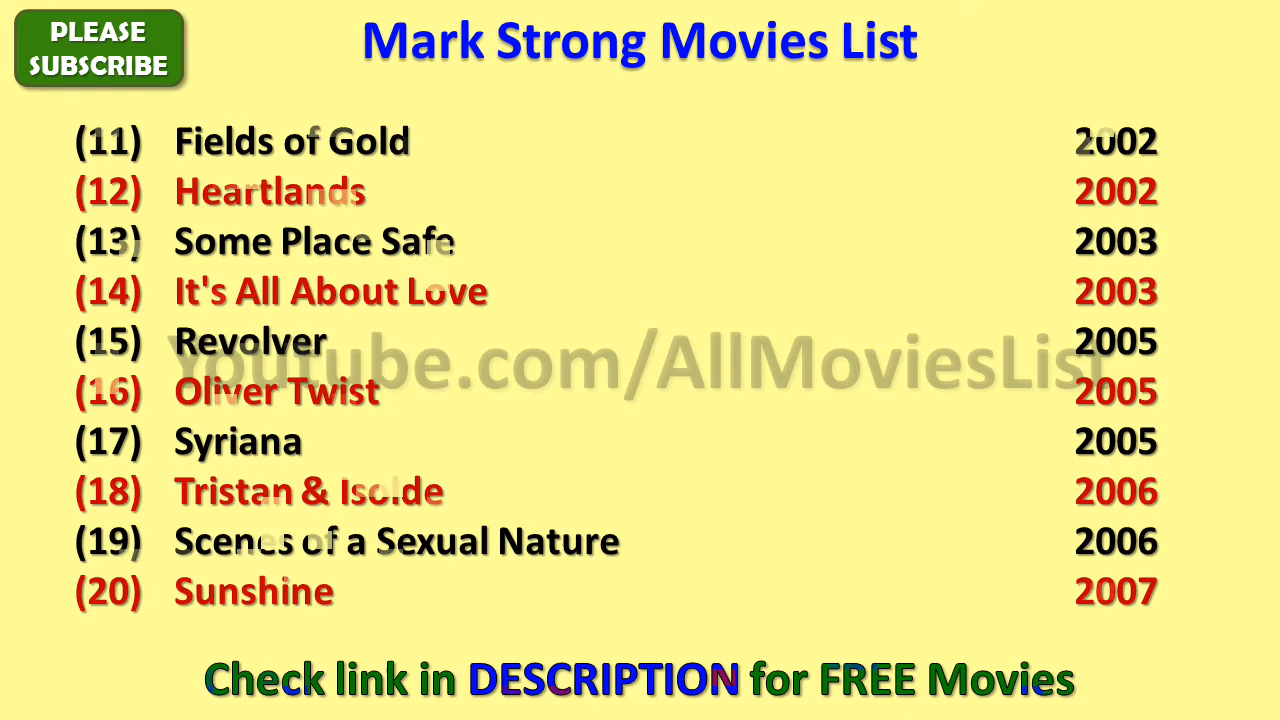 PLEASE
SUBSCRIBE
Mark Strong Movies List
(11) Fields of Gold 2002
(12) Heartlands 2002
(13) Some Place Safe 2003
(14) It's All About Love 2003
(15) Revolver 2005
Youtube.com/AllMoviesList
(16) Oliver Twist 2005
(17) Syriana 2005
(18) Tristan & Isolde 2006
(19) Scenes of a Sexual Nature 2006
(20) Sunshine 2007
Check link in DESCRIPTION for FREE Movies